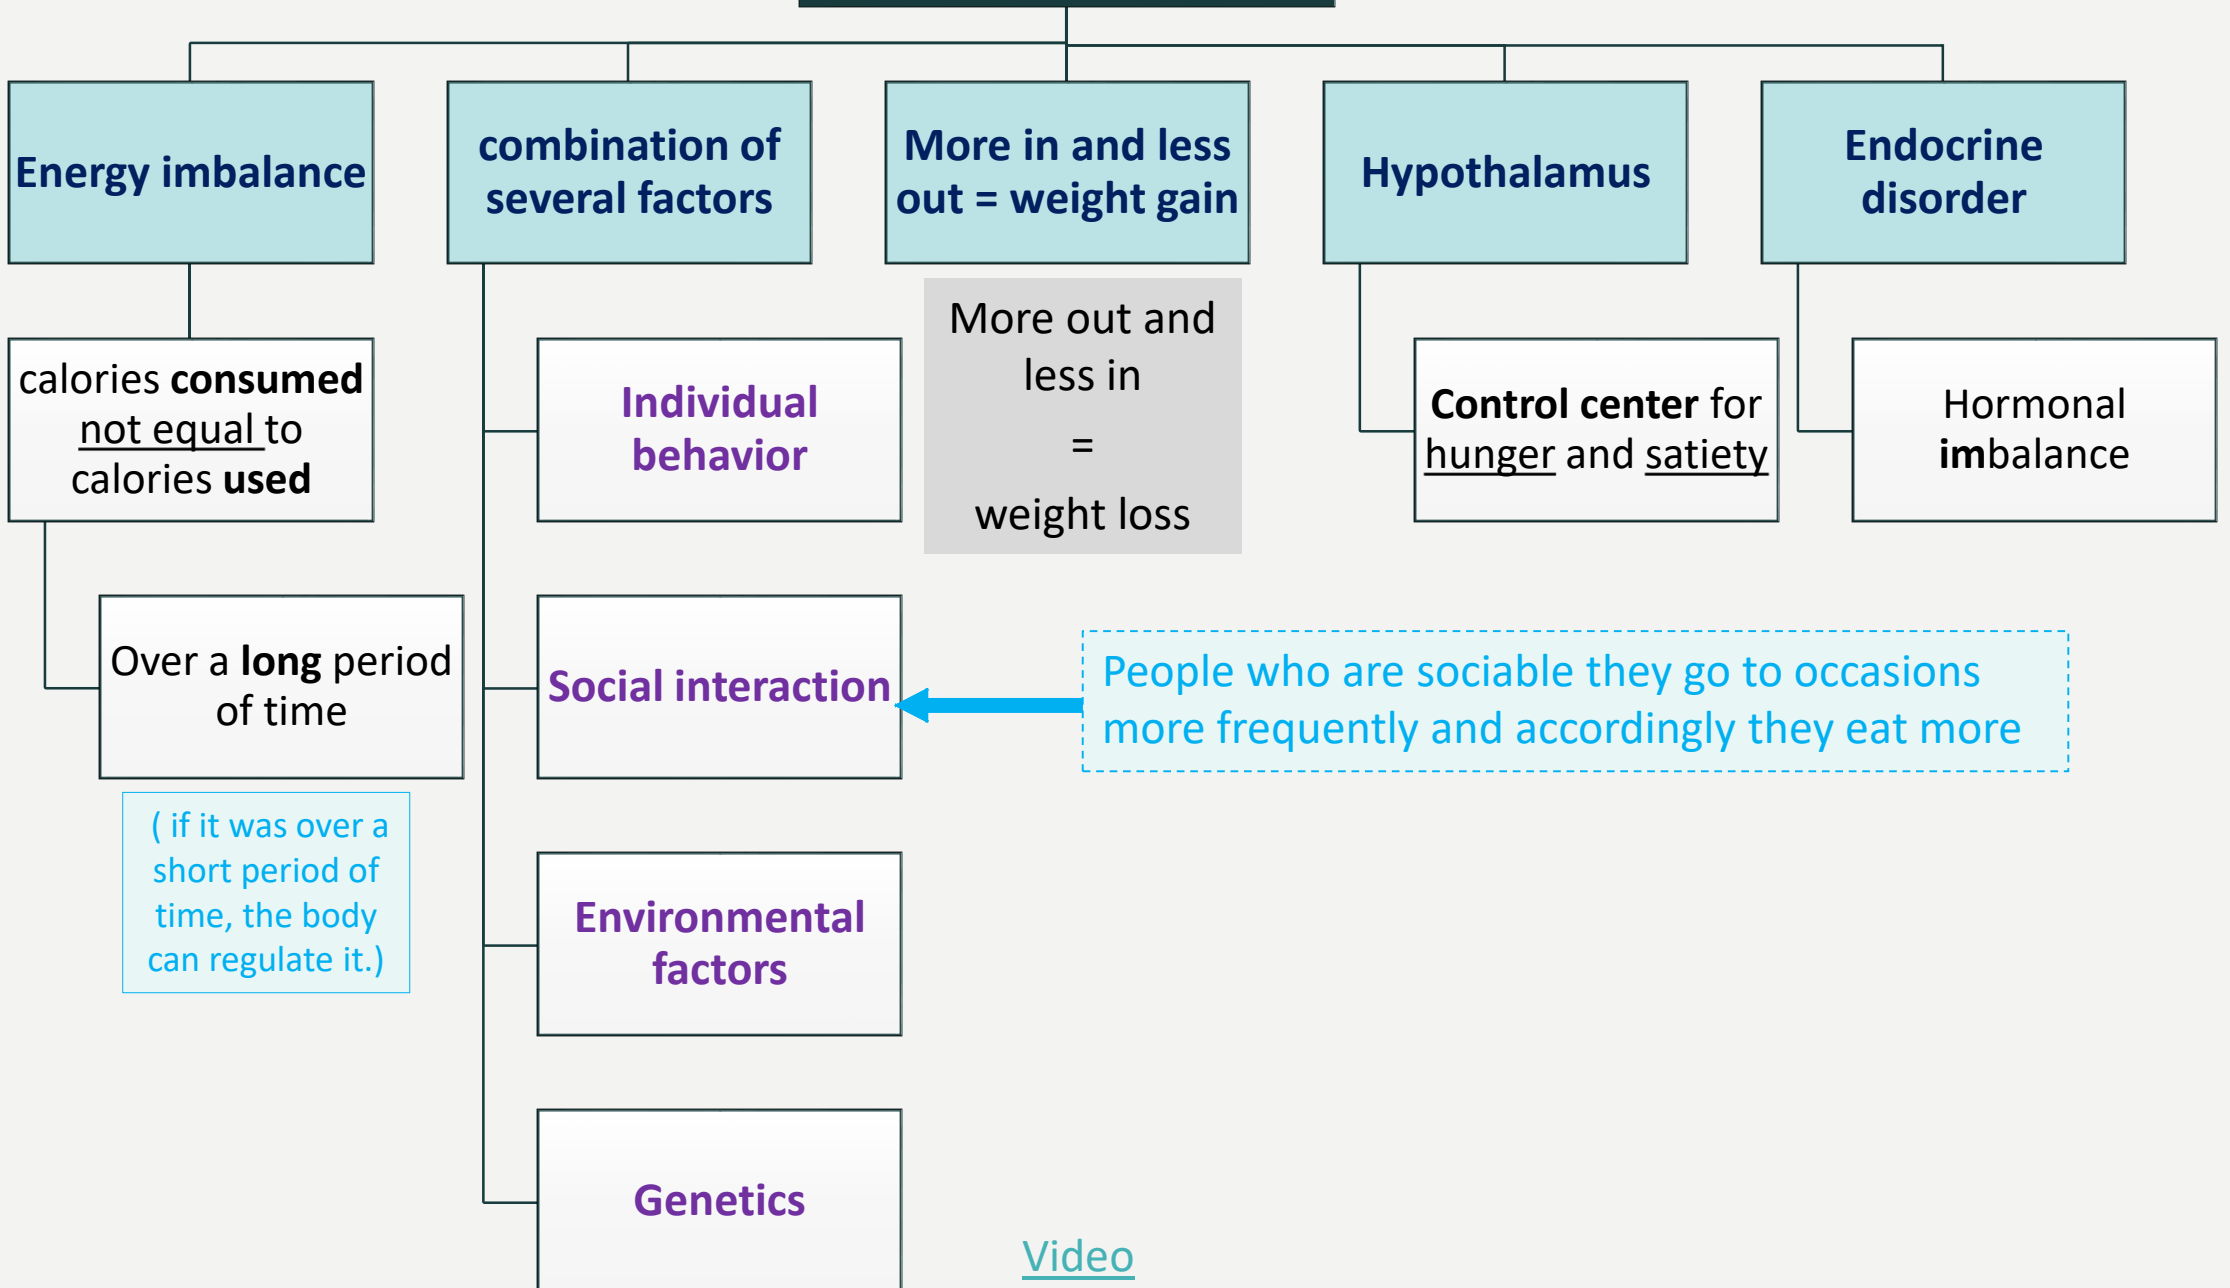 Energy imbalance
combination of
several factors
More in and less
out = weight gain
Hypothalamus
Endocrine
disorder
calories consumed
not equal to
calories used
Over a long period
of time
( if it was over a
short period of
time, the body
can regulate it.)
Individual
behavior
Social interaction
People who are sociable they go to occasions
more frequently and accordingly they eat more
Environmental
factors
Genetics
More out and
less in
=
weight loss
Control center for
hunger and satiety
Hormonal
imbalance
Video